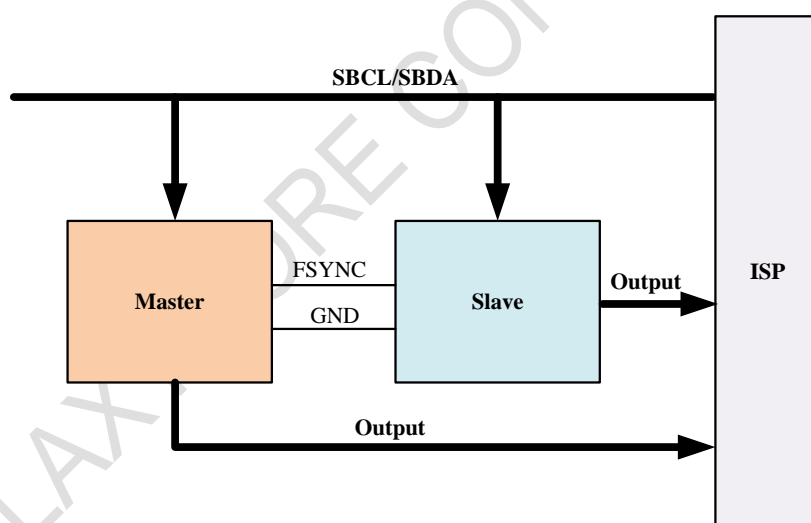 SBCL/SBDA
FSYNC
Master
Slave
Output
ISP
GND
Output